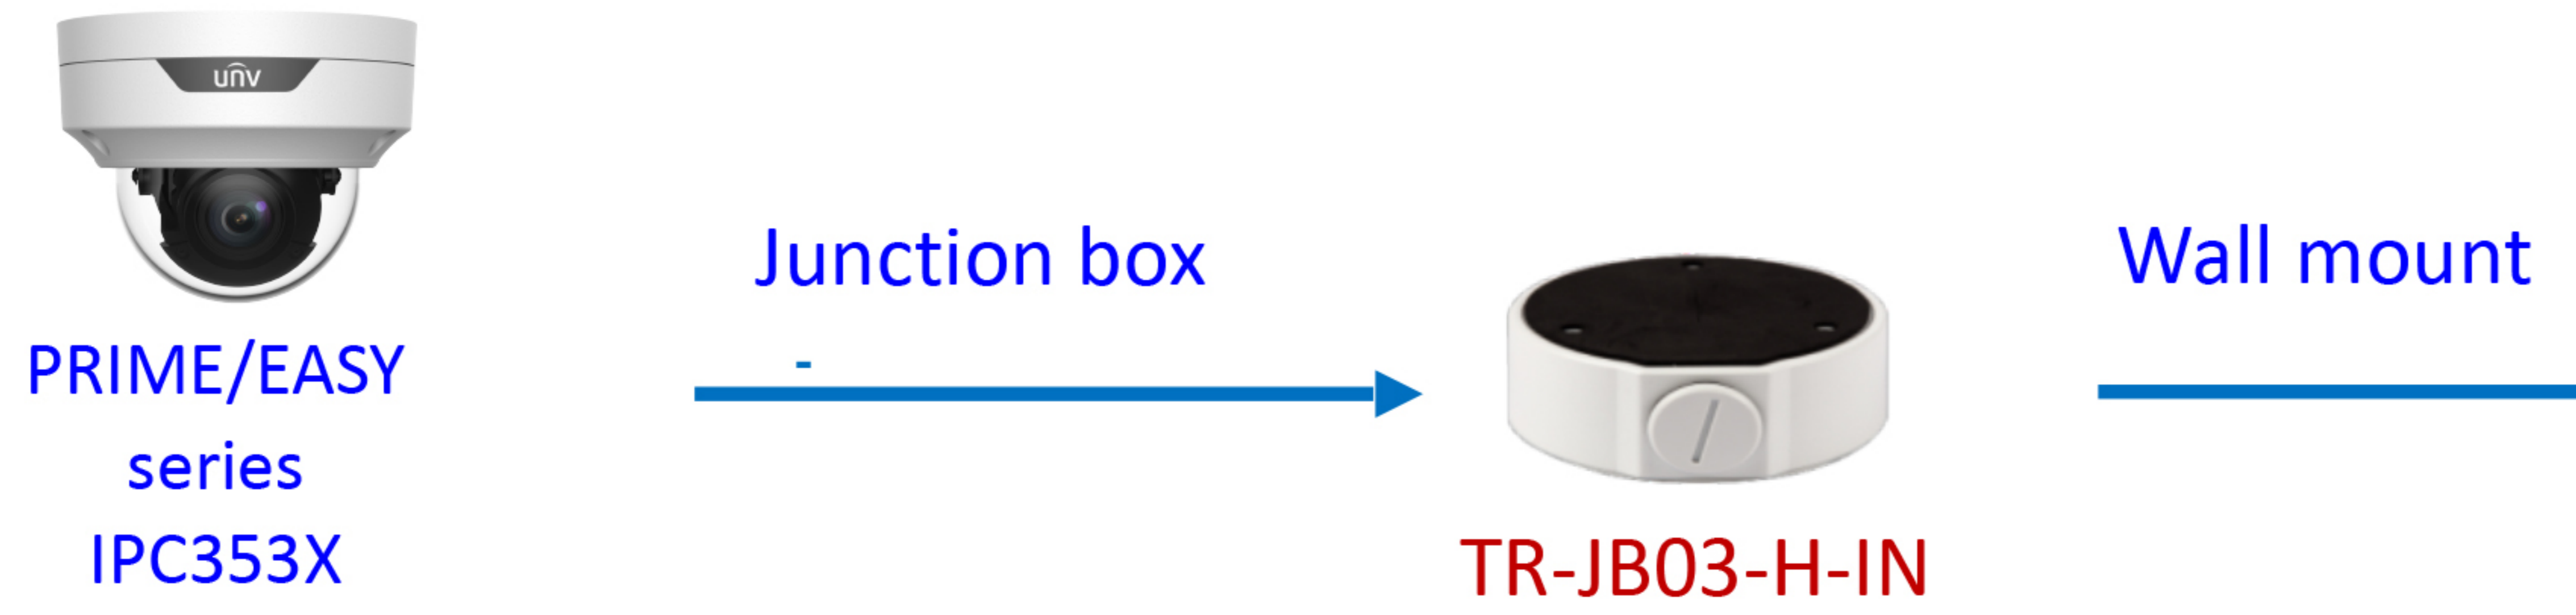 unv
Junction box
Wall mount
-
PRIME/EASY
series
IPC353X
TR-JB03-H-IN